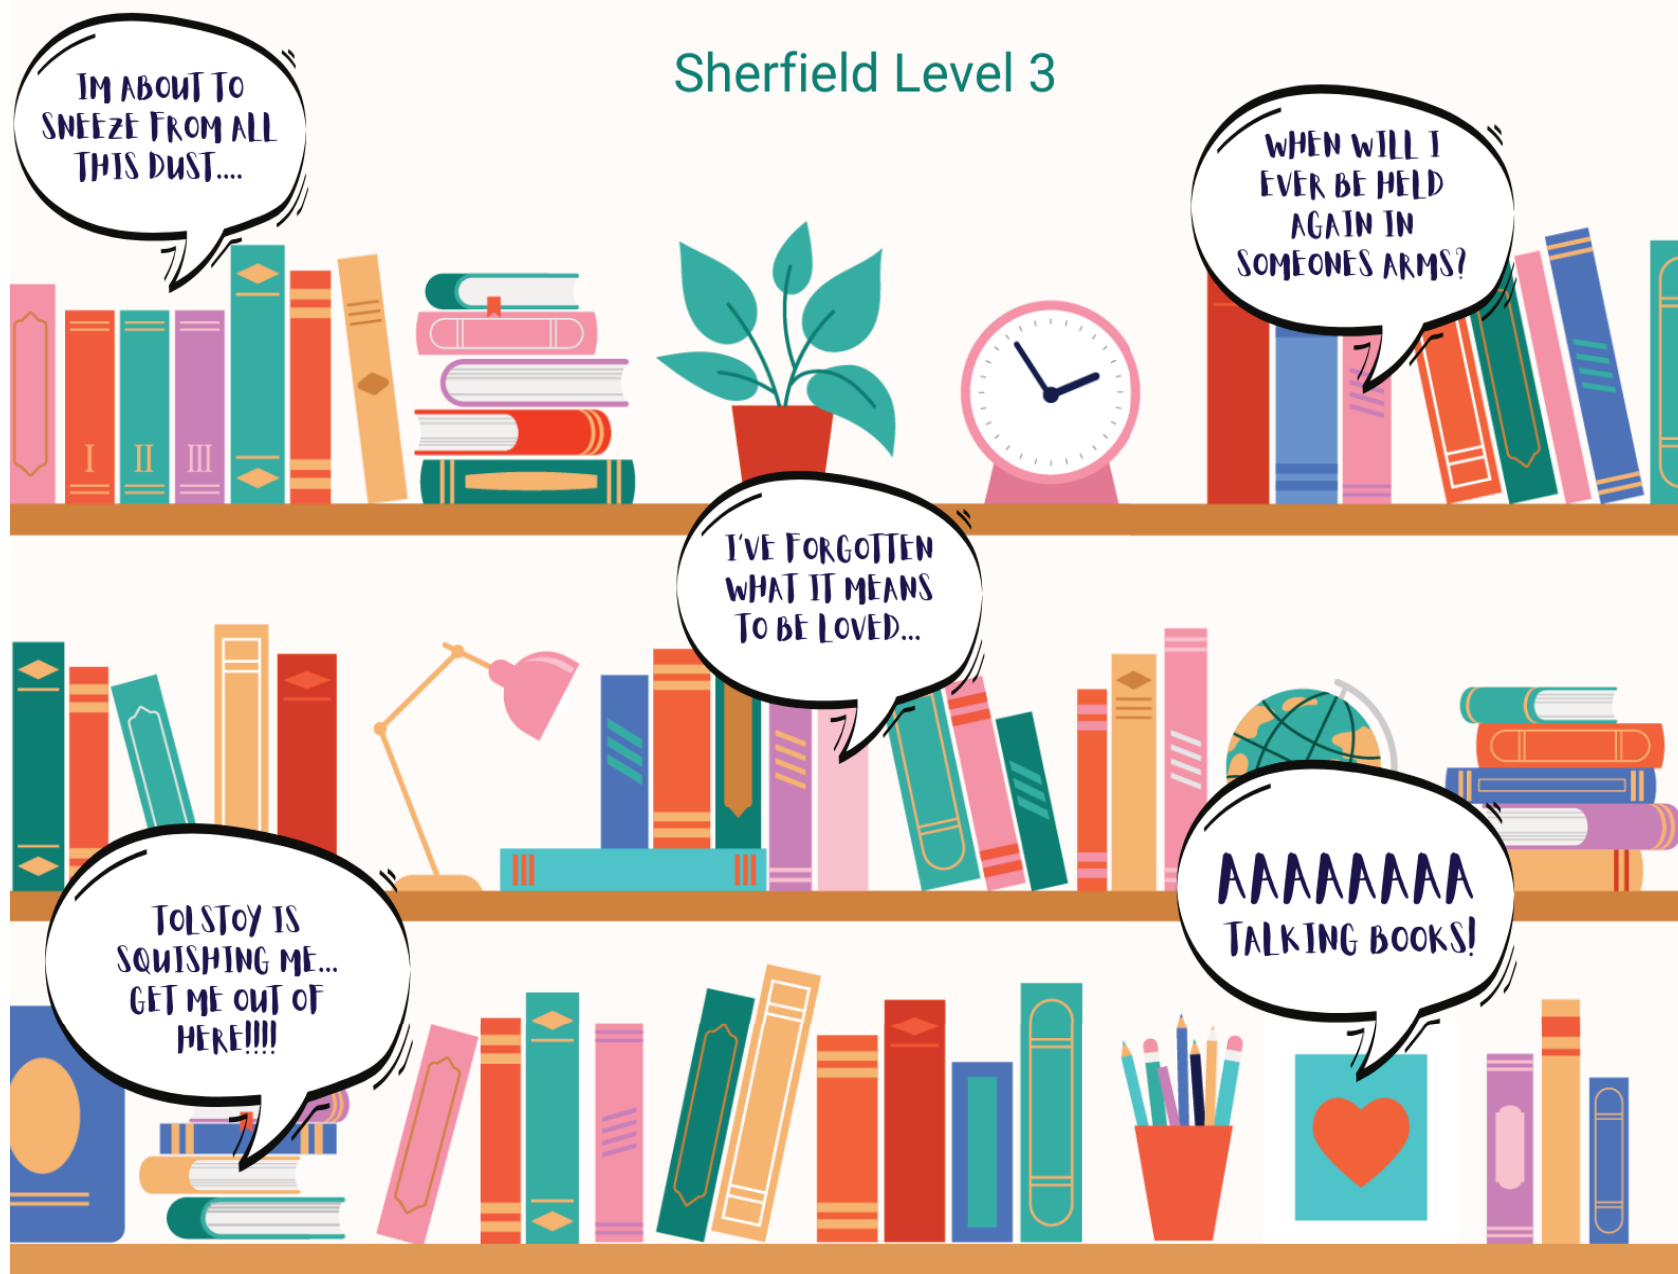 Sherfield Level 3
IM ABOUT TO
SNEEZE FROM ALL
THIS DUST....
WHEN WILL I
EVER BE HELD
AGAIN IN
SOMEONES ARMS?
I
II
III
I'VE FORGOTTEN
WHAT IT MEANS
TO BE LOVED...
TOLSTOY IS
SQUISHING ME...
GET ME OUT OF
HERE!!!!
AAAAAAAA
TALKING BOOKS!